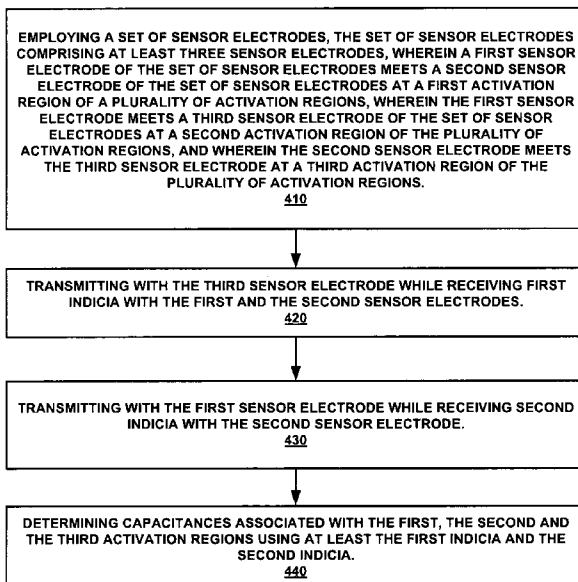 EMPLOYING A SET OF SENSOR ELECTRODES, THE SET OF SENSOR ELECTRODES
COMPRISING AT LEAST THREE SENSOR ELECTRODES, WHEREIN A FIRST SENSOR
ELECTRODE OF THE SET OF SENSOR ELECTRODES MEETS A SECOND SENSOR
ELECTRODE OF THE SET OF SENSOR ELECTRODES AT A FIRST ACTIVATION
REGION OF A PLURALITY OF ACTIVATION REGIONS, WHEREIN THE FIRST SENSOR
ELECTRODE MEETS A THIRD SENSOR ELECTRODE OF THE SET OF SENSOR
ELECTRODES AT A SECOND ACTIVATION REGION OF THE PLURALITY OF
ACTIVATION REGIONS, AND WHEREIN THE SECOND SENSOR ELECTRODE MEETS
THE THIRD SENSOR ELECTRODE AT A THIRD ACTIVATION REGION OF THE
PLURALITY OF ACTIVATION REGIONS.
410
TRANSMITTING WITH THE THIRD SENSOR ELECTRODE WHILE RECEIVING FIRST
INDICIA WITH THE FIRST AND THE SECOND SENSOR ELECTRODES.
420
TRANSMITTING WITH THE FIRST SENSOR ELECTRODE WHILE RECEIVING SECOND
INDICIA WITH THE SECOND SENSOR ELECTRODE.
430
DETERMINING CAPACITANCES ASSOCIATED WITH THE FIRST, THE SECOND AND
THE THIRD ACTIVATION REGIONS USING AT LEAST THE FIRST INDICIA AND THE
SECOND INDICIA.
440